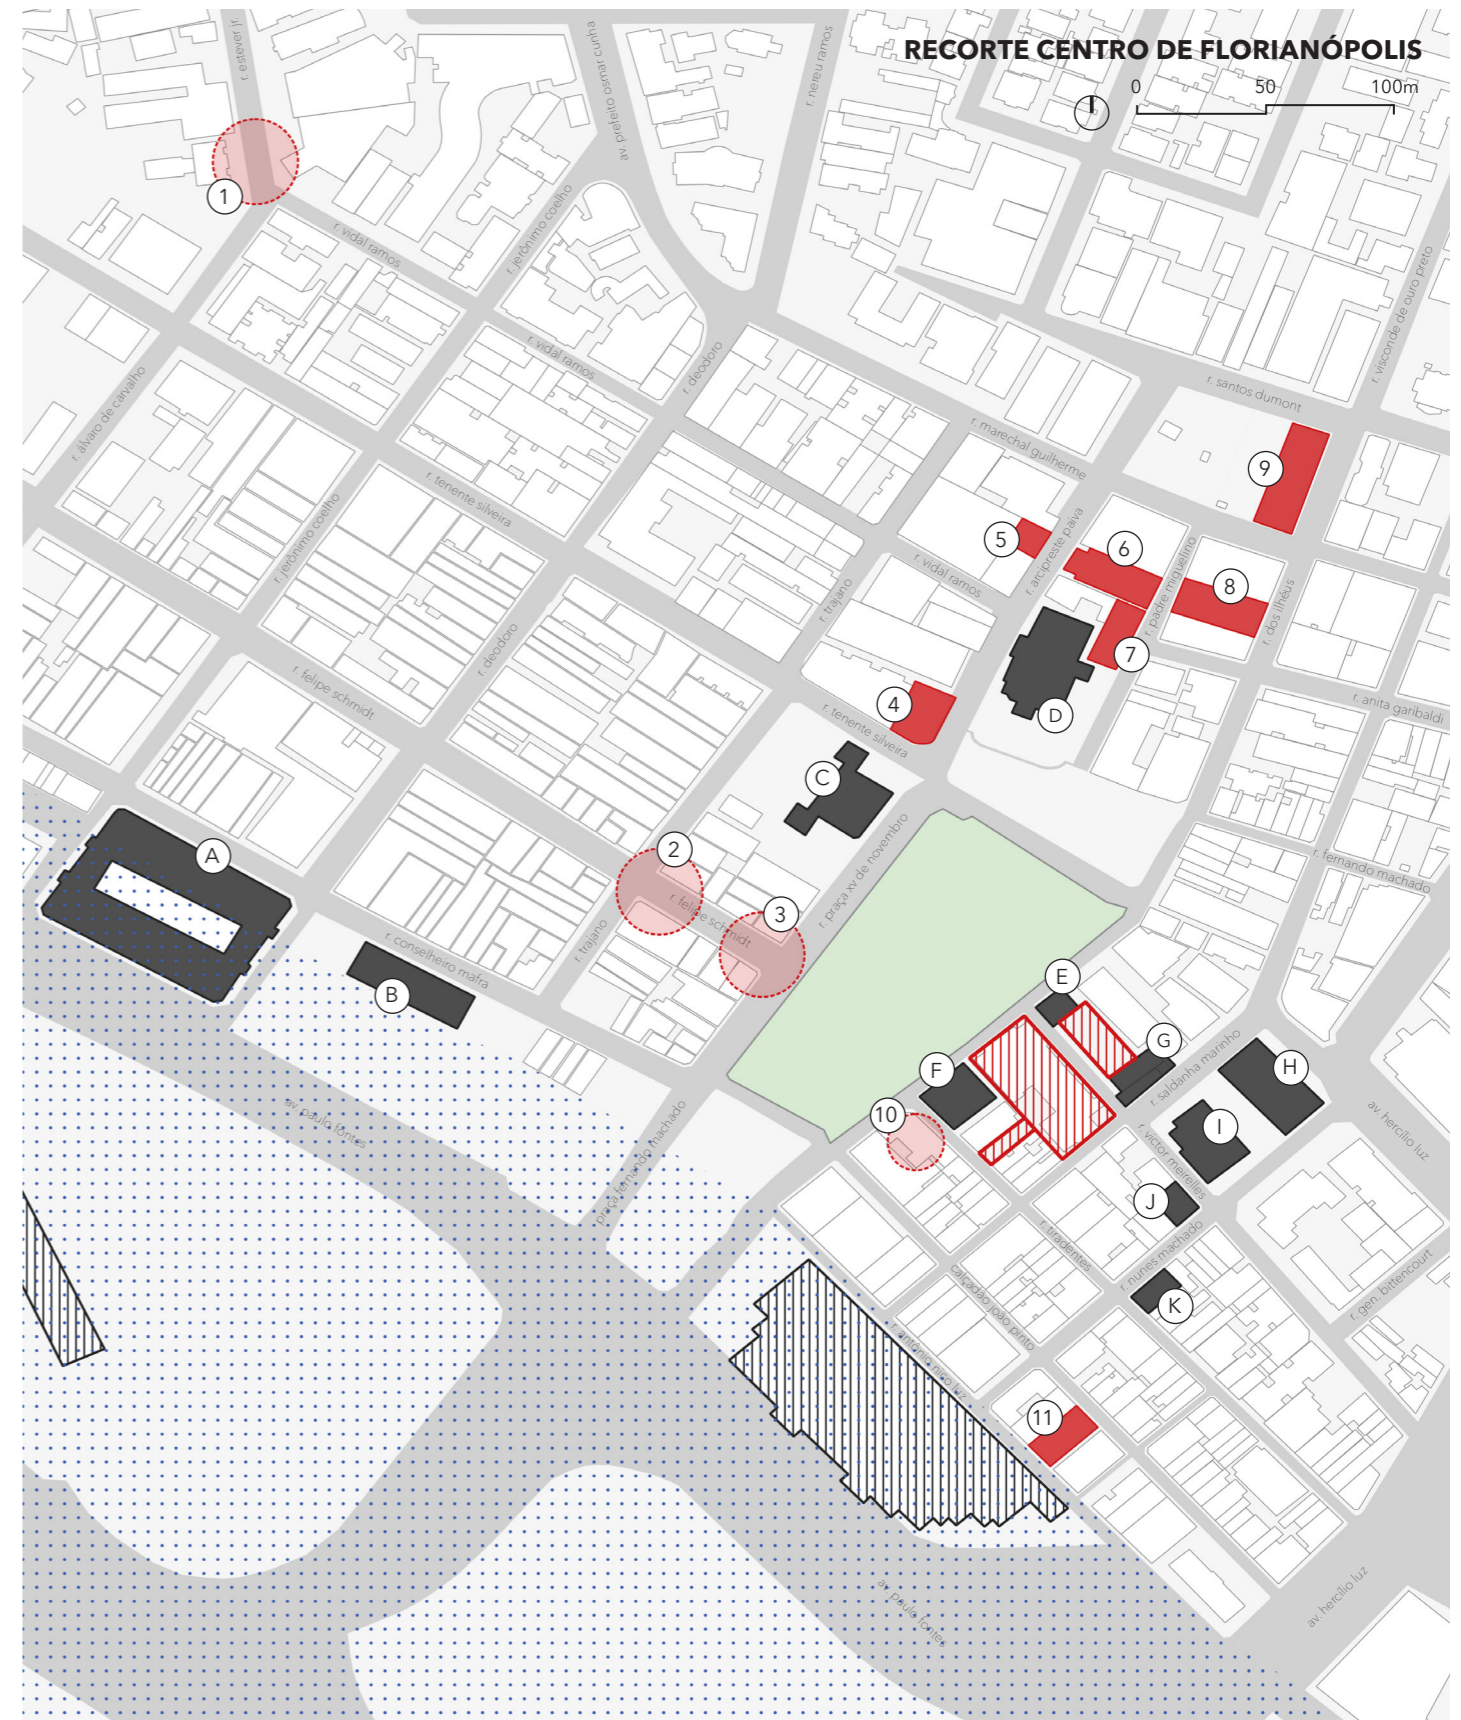 RECORTE CENTRO DE FLORIANÓPOLIS
0 50 100m
r. estever jr.
av. prefeito osmar cunha
r. nereu ramos
1
r. vidal ramos
r. jerônimo coelho
r. visconde de ouro preto
r. vidal ramos
r. deodoro
r. álvaro de carvalho
r. santos dumont
r. marechal guilherme
9
r. tenente silveira
r. jerônimo coelho
5
6
r. arcipreste paiva
r. padre miguelino
r. vidal ramos
8
r. trajano
r. dos ilhéus
7
r. deodoro
r. felipe schmidt
4
D
r. anita garibaldi
r. tenente silveira
C
A
2
r. praça xv de novembro
r. fernando machado
r. felipe schmidt
3
r. trajano
r. conselheiro mafra
B
E
G
r. saldanha marinho
H
F
10
av. paulo fontes
praça fernando machado
I
r. victor meirelles
av. hercílio luz
J
r. tiradentes
r. nunes machado
K
calçadão joão pinto
r. gen. bittencourt
r. antônio nico luz
11
av. paulo fontes
av. hercílio luz